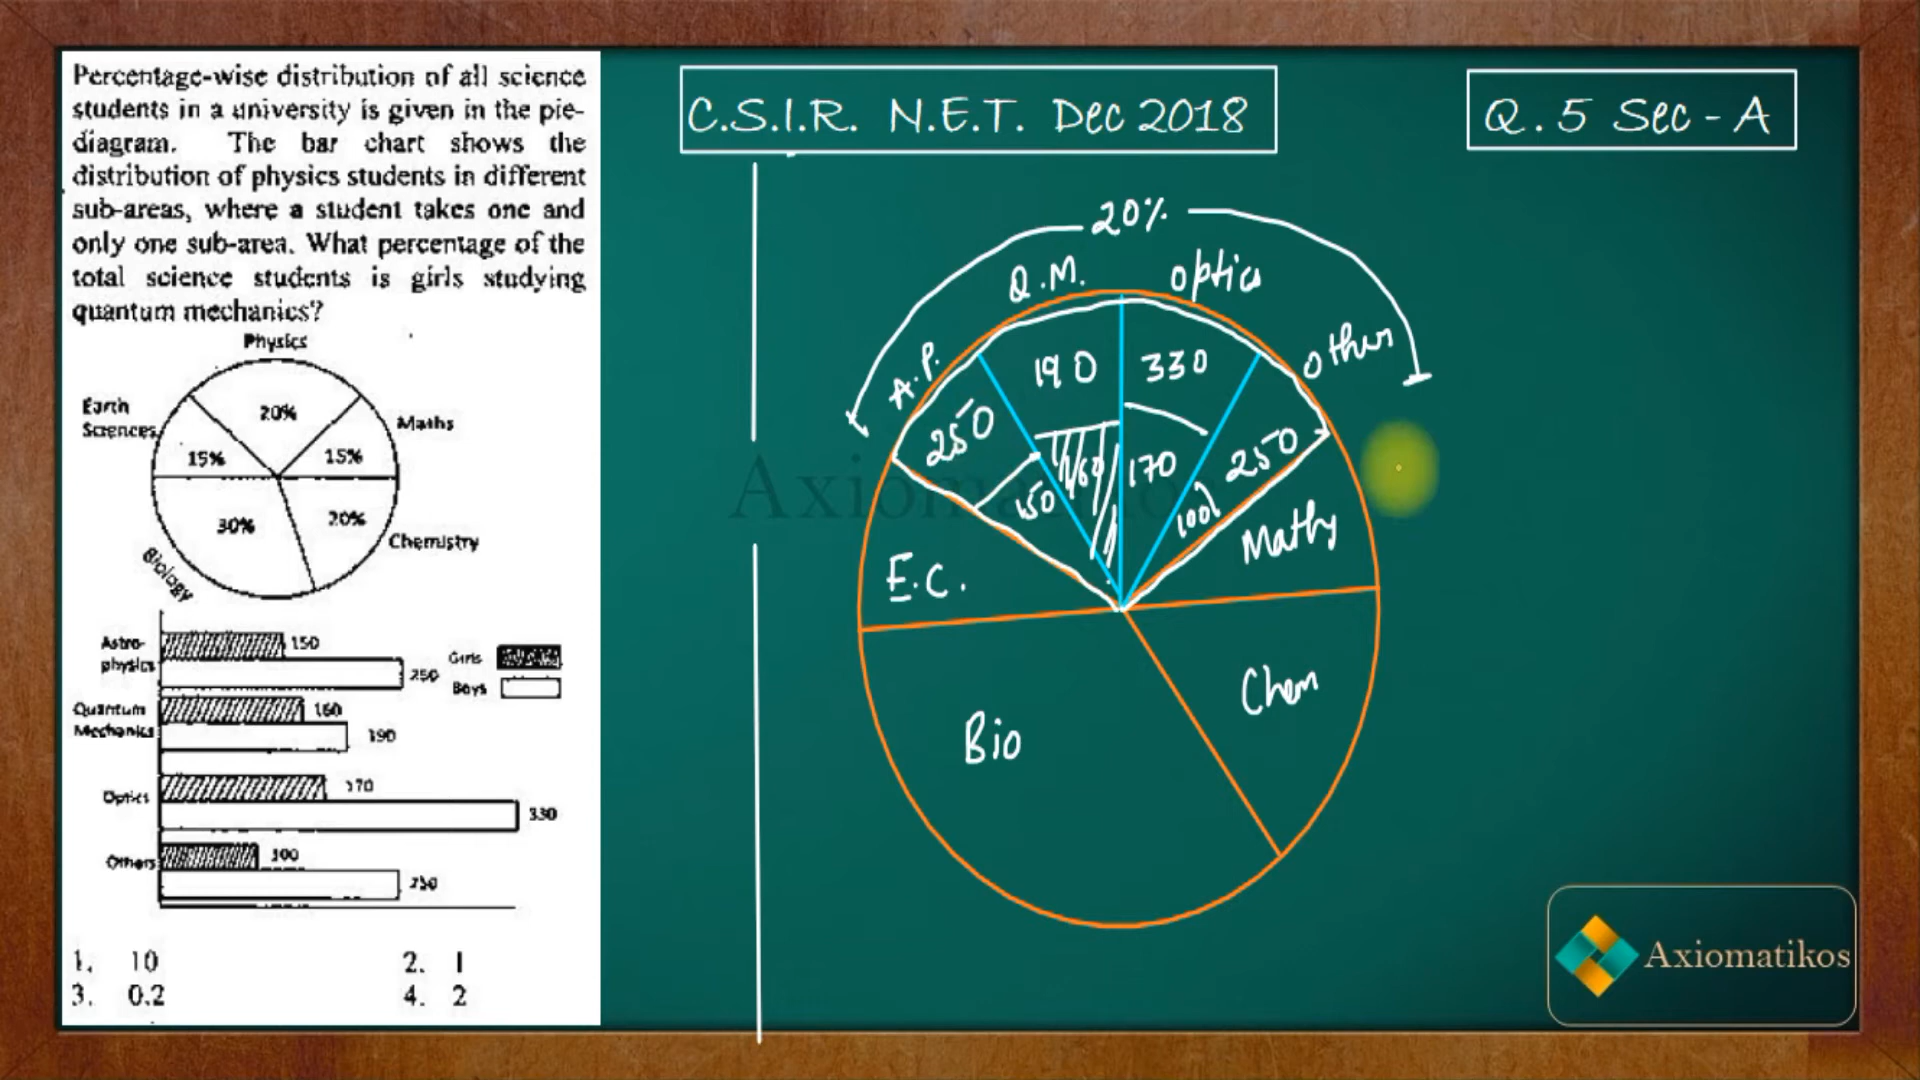 Percentage-wise distribution of all science
students in a university is given in the pie-
diagram. The bar chart shows the
distribution of physics students in different
sub-areas, where a student takes one and
only one sub-area. What percentage of the
total science students is girls studying
quantum mechanics?
Physics
Earth
Sciences
20%
Maths
15%
15%
30%
20%
Chemistry
Biology
Astro-
physics
150
250
Girls
Boys
Quantum
Mechanics
160
190
Optics
170
330
Others
100
250
1. 10
2. 1
3. 0.2
4. 2
C.S.I.R. N.E.T. Dec 2018
Q.5 Sec - A
20%
Q.M.
Optics
A.P.
Other
190
330
250
250
150
160
170
100
E.C.
Maths
Bio
Chem
Axiomatikos
Axiomatikos